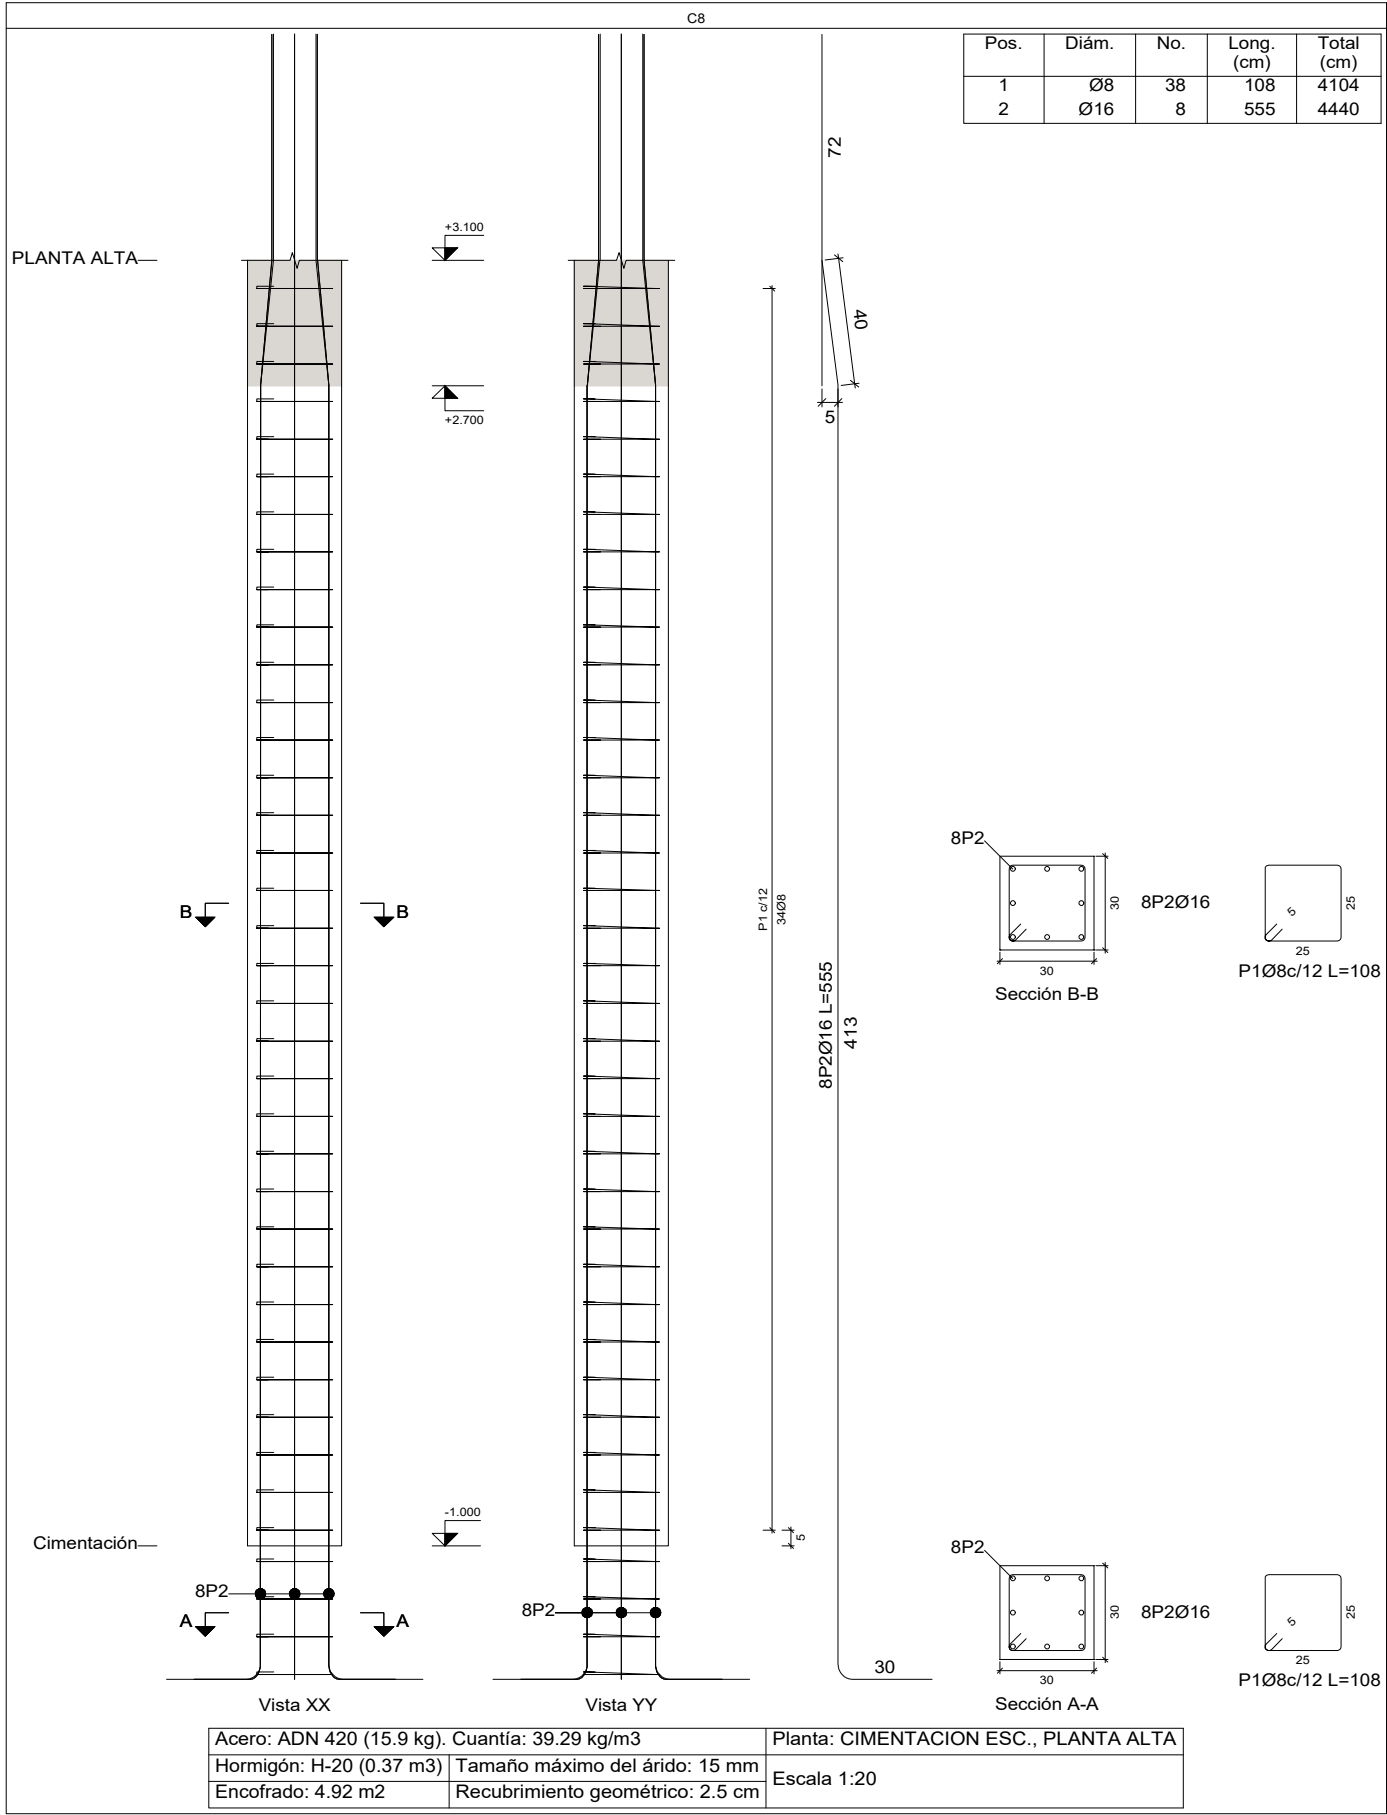 C8
Pos. Diám. No. Long. (cm) Total (cm)
1 Ø8 38 108 4104
2 Ø16 8 555 4440
72
+3.100
PLANTA ALTA
40
+2.700
5
8P2
B B
P1 c/12
34Ø8
30
8P2Ø16
5
25
25
30
P1Ø8c/12 L=108
Sección B-B
8P2Ø16 L=555
413
-1.000
Cimentación
5
8P2
8P2
8P2
A A
30
8P2Ø16
5
25
25
30
30
P1Ø8c/12 L=108
Vista XX
Vista YY
Sección A-A
Acero: ADN 420 (15.9 kg). Cuantía: 39.29 kg/m3
Planta: CIMENTACION ESC., PLANTA ALTA
Hormigón: H-20 (0.37 m3)
Tamaño máximo del árido: 15 mm
Escala 1:20
Encofrado: 4.92 m2
Recubrimiento geométrico: 2.5 cm